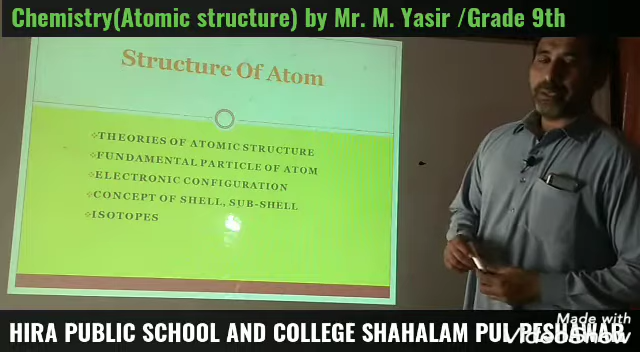 Chemistry(Atomic structure) by Mr. M. Yasir /Grade 9th
Structure Of Atom
❖THEORIES OF ATOMIC STRUCTURE
❖FUNDAMENTAL PARTICLE OF ATOM
❖ELECTRONIC CONFIGURATION
❖CONCEPT OF SHELL, SUB-SHELL
❖ISOTOPES
Made with
VideoShow
HIRA PUBLIC SCHOOL AND COLLEGE SHAHALAM PUL PESHAWAR